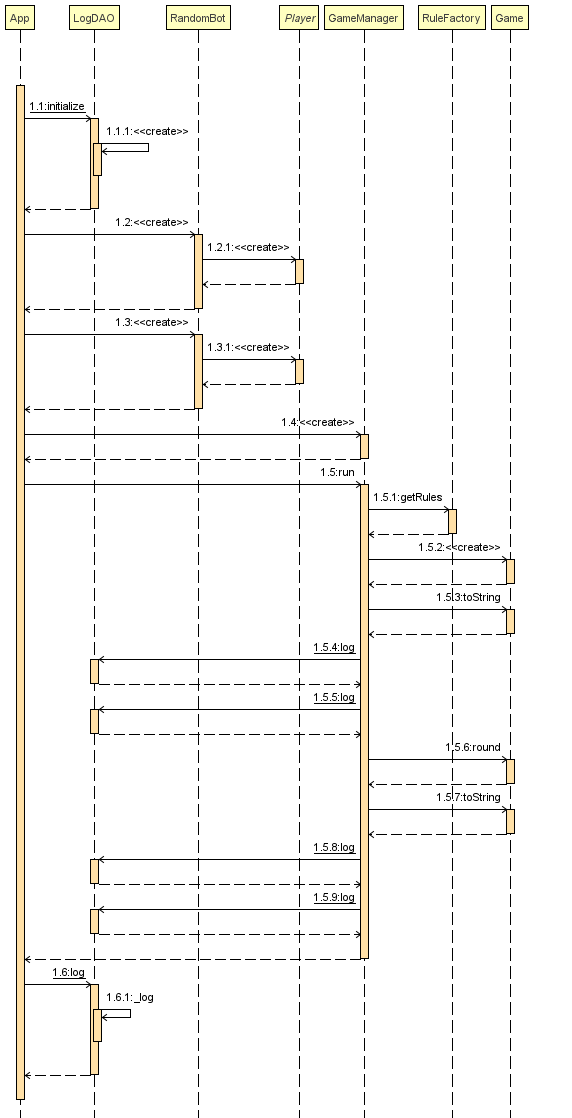 App LogDAO RandomBot Player GameManager RuleFactory Game
1.1:initialize
1.1.1:<<create>>
1.2:<<create>>
1.2.1:<<create>>
1.3:<<create>>
1.3.1:<<create>>
1.4:<<create>>
1.5:run
1.5.1:getRules
1.5.2:<<create>>
1.5.3:toString
1.5.4:log
1.5.5:log
1.5.6:round
1.5.7:toString
1.5.8:log
1.5.9:log
1.6:log
1.6.1:_log